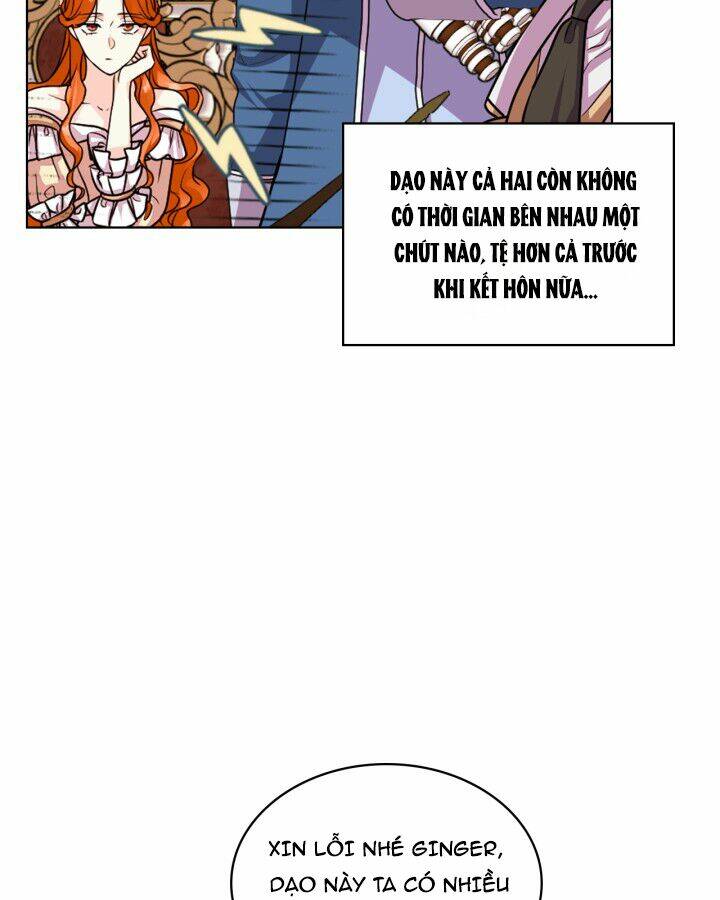 DẠO NÀY CẢ HAI CÒN KHÔNG
CÓ THỜI GIAN BÊN NHAU MỘT
CHÚT NÀO, TỆ HƠN CẢ TRƯỚC
KHI KẾT HÔN NỮA...
XIN LỖI NHÉ GINGER,
DẠO NÀY TA CÓ NHIỀU